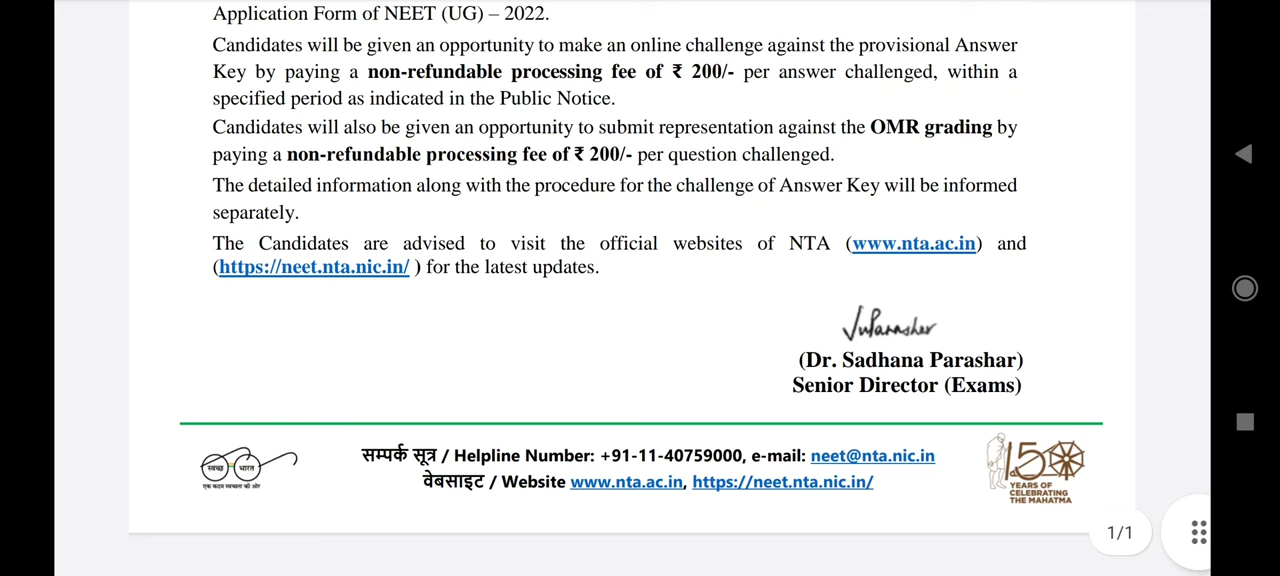 Application Form of NEET (UG) – 2022.
Candidates will be given an opportunity to make an online challenge against the provisional Answer
Key by paying a non-refundable processing fee of ₹ 200/- per answer challenged, within a
specified period as indicated in the Public Notice.
Candidates will also be given an opportunity to submit representation against the OMR grading by
paying a non-refundable processing fee of ₹ 200/- per question challenged.
The detailed information along with the procedure for the challenge of Answer Key will be informed
separately.
The Candidates are advised to visit the official websites of NTA (www.nta.ac.in) and
(https://neet.nta.nic.in/ ) for the latest updates.
(Dr. Sadhana Parashar)
Senior Director (Exams)
स्वच्छ भारत
एक कदम स्वच्छता की ओर
सम्पर्क सूत्र / Helpline Number: +91-11-40759000, e-mail: neet@nta.nic.in
वेबसाइट / Website www.nta.ac.in, https://neet.nta.nic.in/
150
YEARS OF
CELEBRATING
THE MAHATMA
1/1